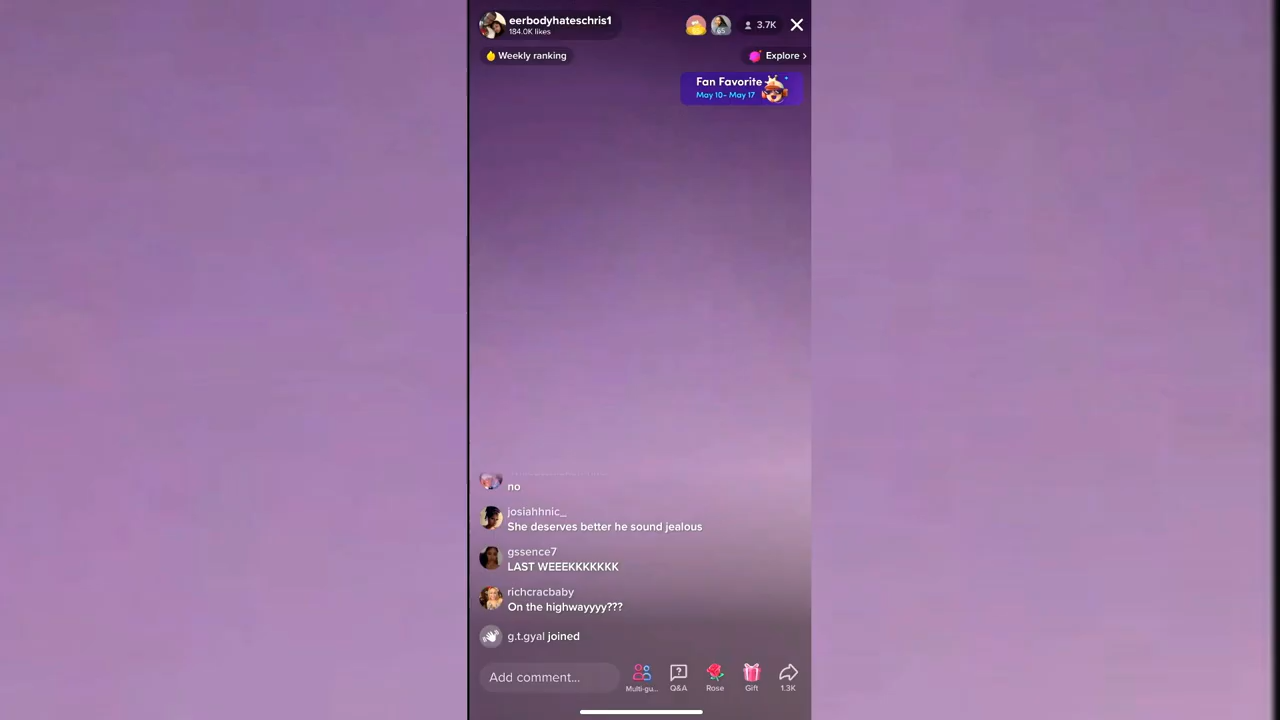 eerbodyhateschris1
184.0K likes
65
3.7K
Weekly ranking
Explore >
Fan Favorite
May 10- May 17
no
josiahhnic_
She deserves better he sound jealous
gssence7
LAST WEEEKKKKKKK
richcracbaby
On the highwayyyy???
g.t.gyal joined
Add comment...
Multi-gu...
Q&A
Rose
Gift
1.3K